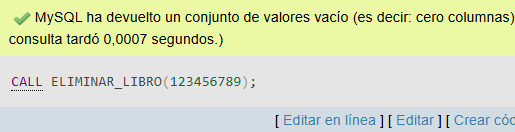 MySQL ha devuelto un conjunto de valores vacío (es decir: cero columnas)
consulta tardó 0,0007 segundos.)
CALL ELIMINAR_LIBRO(123456789);
[ Editar en línea ] [ Editar ] [ Crear cód